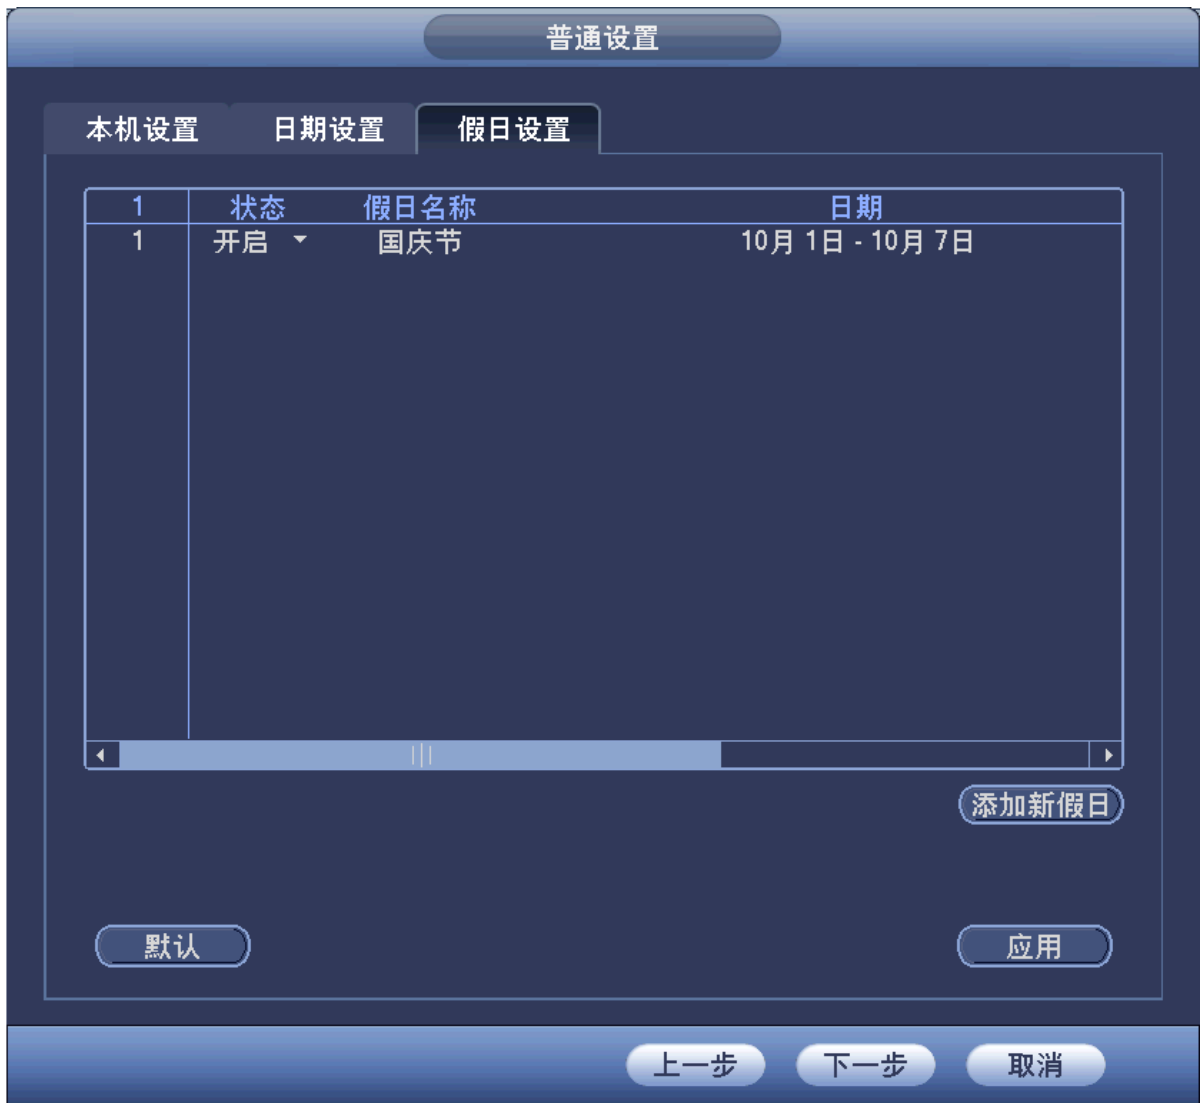 普通设置
本机设置 日期设置 假日设置
1 状态 假日名称 日期
1 开启 国庆节 10月 1日 - 10月 7日
添加新假日
默认 应用
上一步 下一步 取消